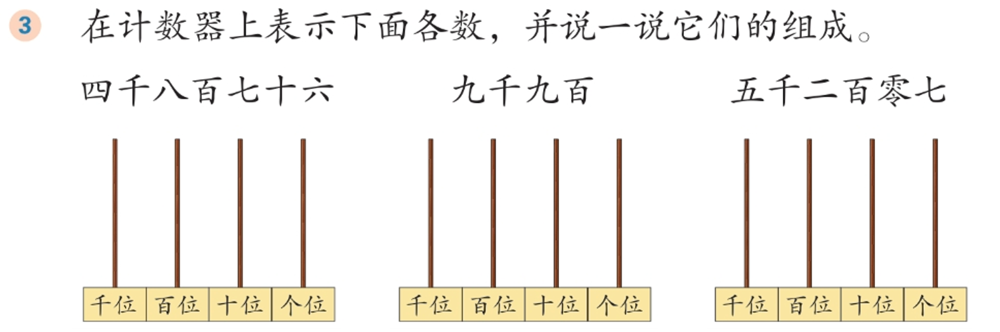 3 在计数器上表示下面各数，并说一说它们的组成。
四千八百七十六 九千九百 五千二百零七
千位 百位 十位 个位 千位 百位 十位 个位 千位 百位 十位 个位